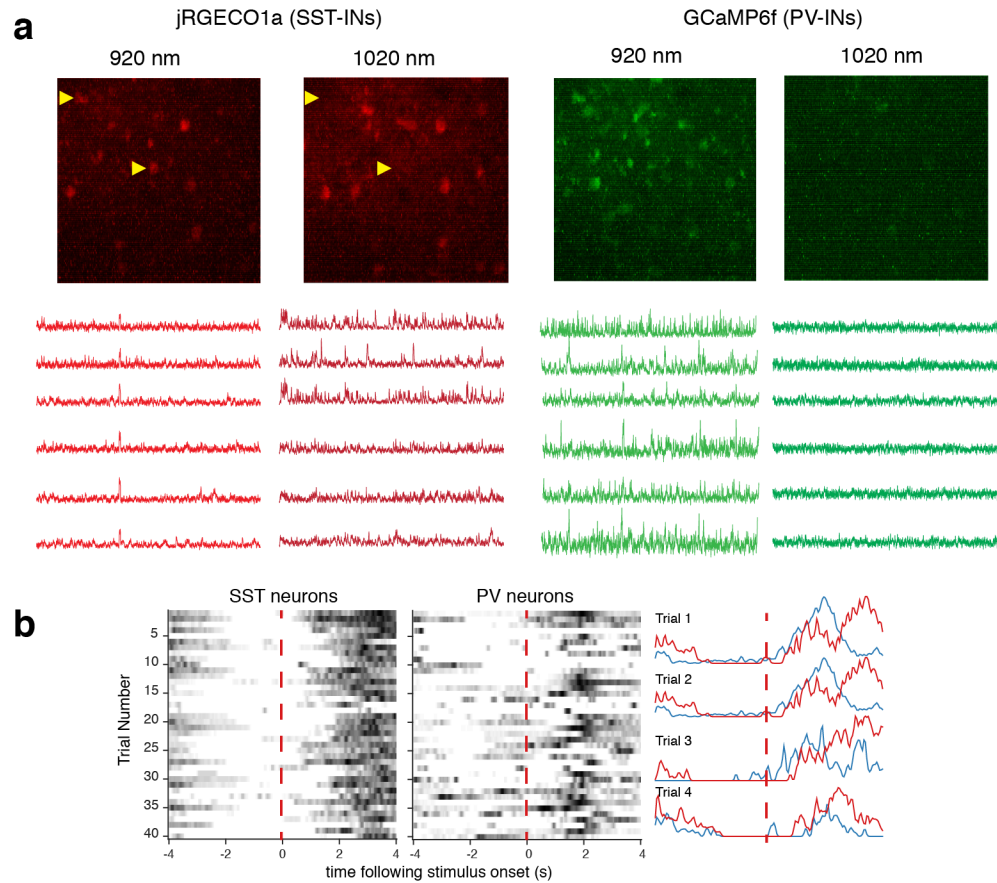 a
jRGECO1a (SST-INs)
GCaMP6f (PV-INs)
920 nm
1020 nm
920 nm
1020 nm
b
SST neurons
PV neurons
Trial Number
5
10
15
20
25
30
35
40
-4
-2
0
2
4
-4
-2
0
2
4
time following stimulus onset (s)
Trial 1
Trial 2
Trial 3
Trial 4